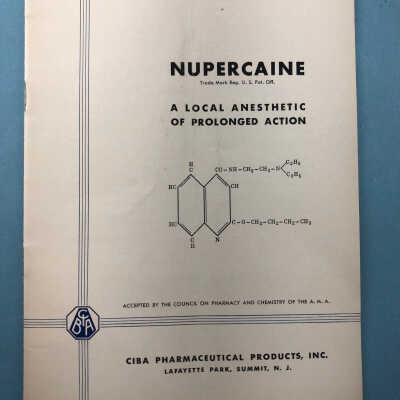 NUPERCAINE
Trade Mark Reg. U. S. Pat. Off.
A LOCAL ANESTHETIC
OF PROLONGED ACTION
H
C
CO—NH—CH₂—CH₂—N
C₂H₅
C₂H₅
HC
CH
HC
C—O—CH₂—CH₂—CH₂—CH₃
C
H
N
ACCEPTED BY THE COUNCIL ON PHARMACY AND CHEMISTRY OF THE A. M. A.
CIBA
CIBA PHARMACEUTICAL PRODUCTS, INC.
LAFAYETTE PARK, SUMMIT, N. J.